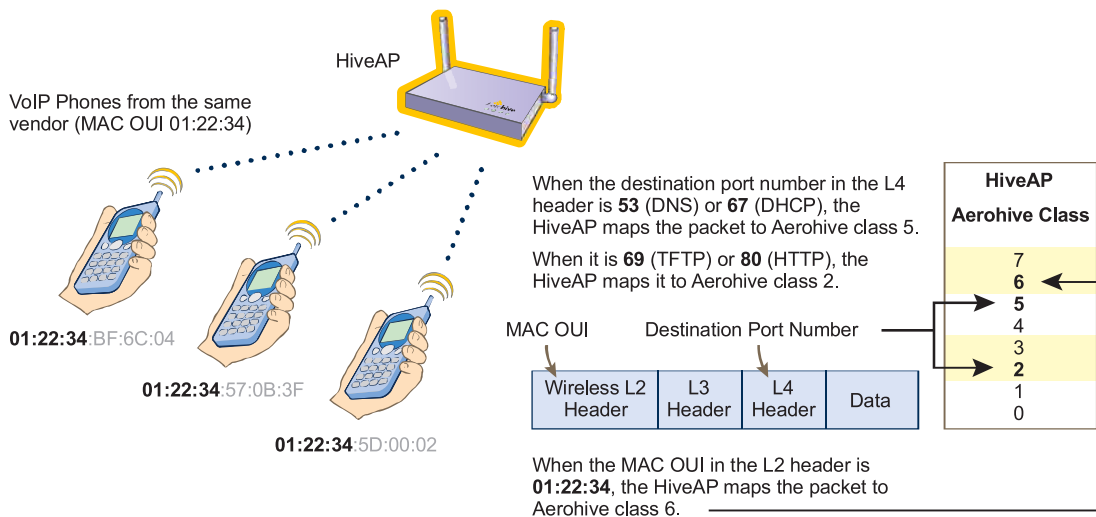 HiveAP
VoIP Phones from the same
vendor (MAC OUI 01:22:34)
01:22:34:BF:6C:04
01:22:34:57:0B:3F
01:22:34:5D:00:02
When the destination port number in the L4
header is 53 (DNS) or 67 (DHCP), the
HiveAP maps the packet to Aerohive class 5.
When it is 69 (TFTP) or 80 (HTTP), the
HiveAP maps it to Aerohive class 2.
MAC OUI
Destination Port Number
Wireless L2
Header
L3
Header
L4
Header
Data
When the MAC OUI in the L2 header is
01:22:34, the HiveAP maps the packet to
Aerohive class 6.
HiveAP
Aerohive Class
7
6
5
4
3
2
1
0